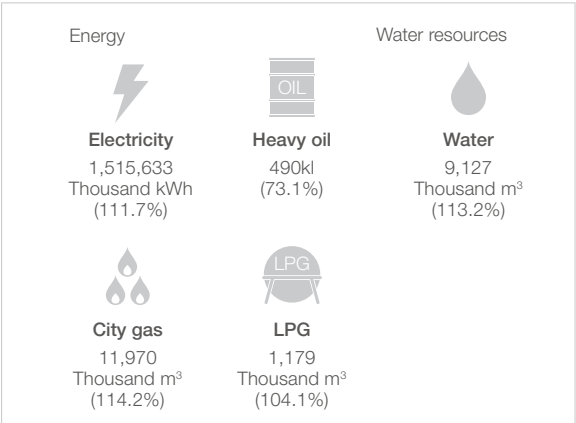 Energy
Water resources
OIL
Electricity
1,515,633
Thousand kWh
(111.7%)
Heavy oil
490kl
(73.1%)
Water
9,127
Thousand m³
(113.2%)
LPG
City gas
11,970
Thousand m³
(114.2%)
LPG
1,179
Thousand m³
(104.1%)